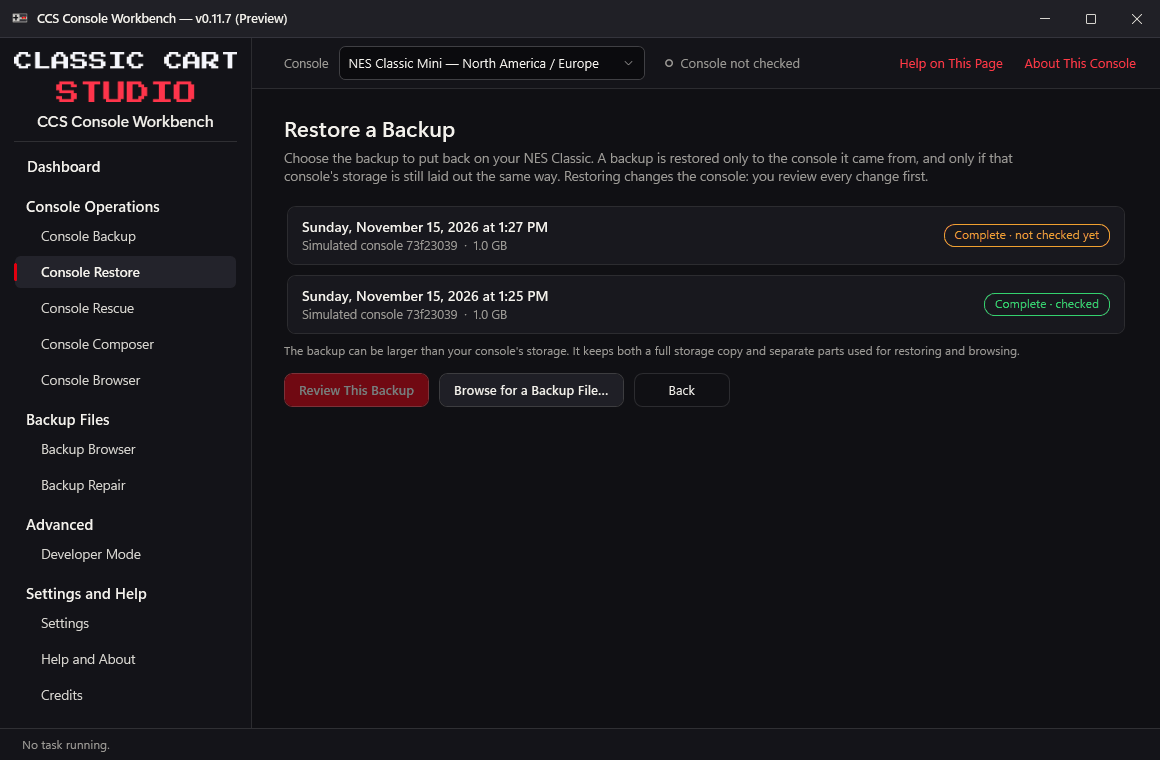 CCS Console Workbench — v0.11.7 (Preview)
CLASSIC CART
STUDIO
CCS Console Workbench
Dashboard
Console Operations
Console Backup
Console Restore
Console Rescue
Console Composer
Console Browser
Backup Files
Backup Browser
Backup Repair
Advanced
Developer Mode
Settings and Help
Settings
Help and About
Credits
Console
NES Classic Mini — North America / Europe
Console not checked
Help on This Page
About This Console
Restore a Backup
Choose the backup to put back on your NES Classic. A backup is restored only to the console it came from, and only if that
console's storage is still laid out the same way. Restoring changes the console: you review every change first.
Sunday, November 15, 2026 at 1:27 PM
Simulated console 73f23039 · 1.0 GB
Complete · not checked yet
Sunday, November 15, 2026 at 1:25 PM
Simulated console 73f23039 · 1.0 GB
Complete · checked
The backup can be larger than your console's storage. It keeps both a full storage copy and separate parts used for restoring and browsing.
Review This Backup
Browse for a Backup File...
Back
No task running.